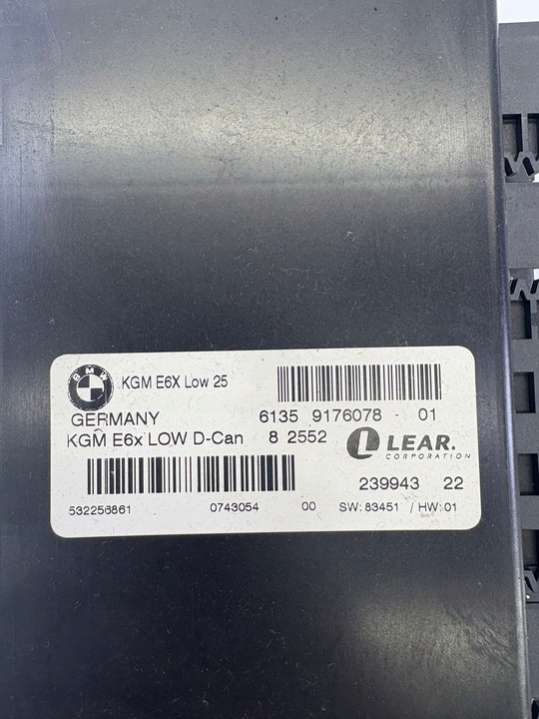 BMW
KGM E6X Low 25
GERMANY 6135 9176078 - 01
KGM E6x LOW D-Can 8 2552 L LEAR.
CORPORATION
239943 22
532256861 0743054 00 SW: 83451 / HW: 01